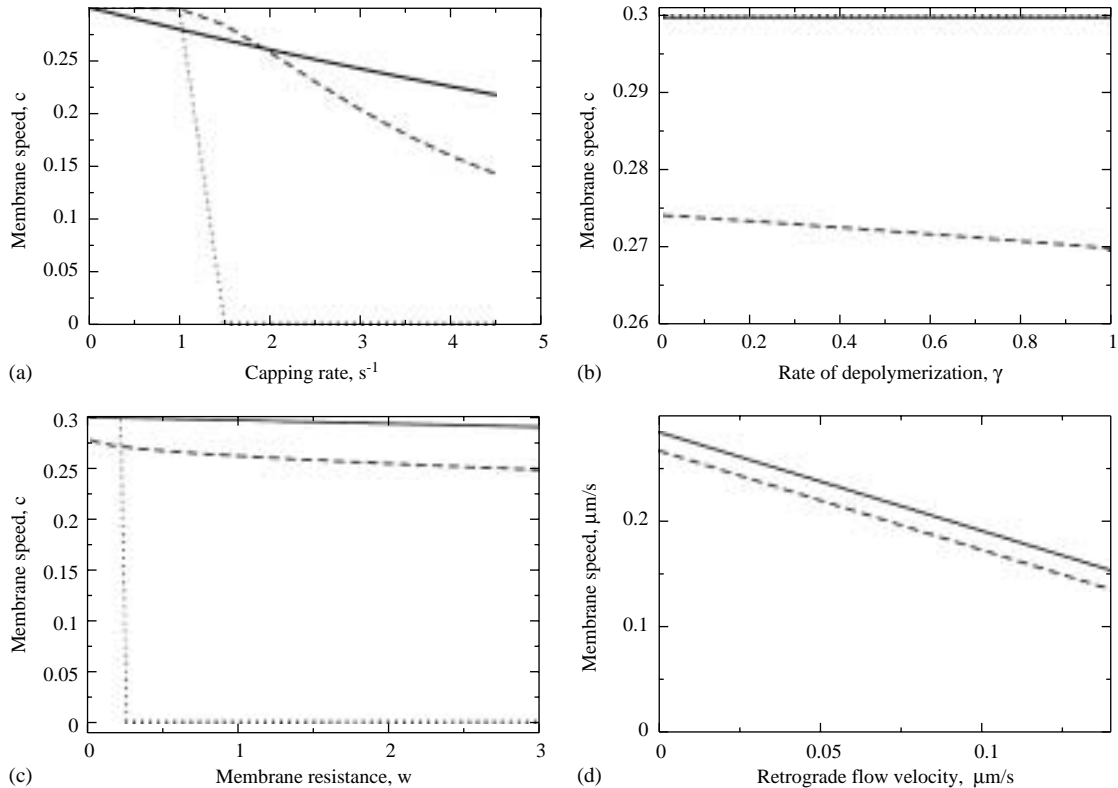 Membrane speed, c
0.25
0.2
0.15
0.1
0.05
0
0 1 2 3 4 5
(a) Capping rate, s-1
Membrane speed, c
0.3
0.29
0.28
0.27
0.26
0 0.2 0.4 0.6 0.8 1
(b) Rate of depolymerization, γ
Membrane speed, c
0.3
0.25
0.2
0.15
0.1
0.05
0
0 1 2 3
(c) Membrane resistance, w
Membrane speed, μm/s
0.2
0.1
0
0 0.05 0.1
(d) Retrograde flow velocity, μm/s